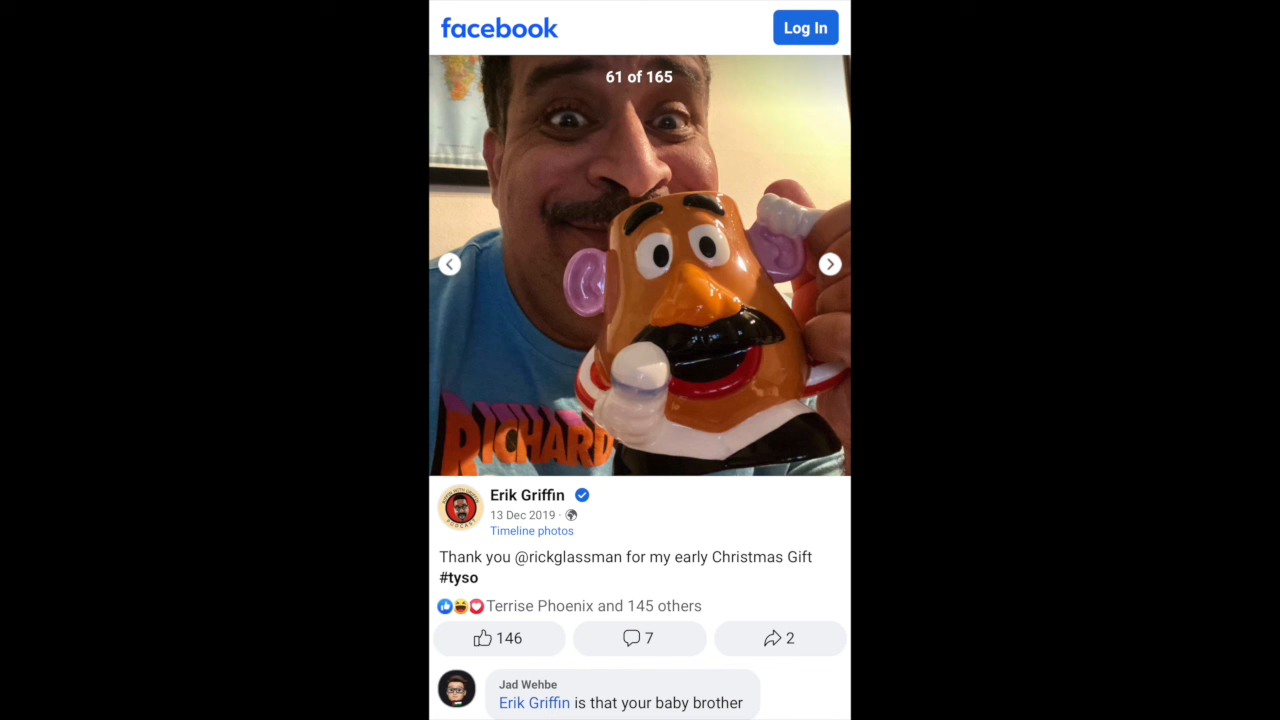 facebook
Log In
61 of 165
RICHARD
Erik Griffin
13 Dec 2019 ·
Timeline photos
Thank you @rickglassman for my early Christmas Gift
#tyso
Terrise Phoenix and 145 others
146
7
2
Jad Wehbe
Erik Griffin is that your baby brother